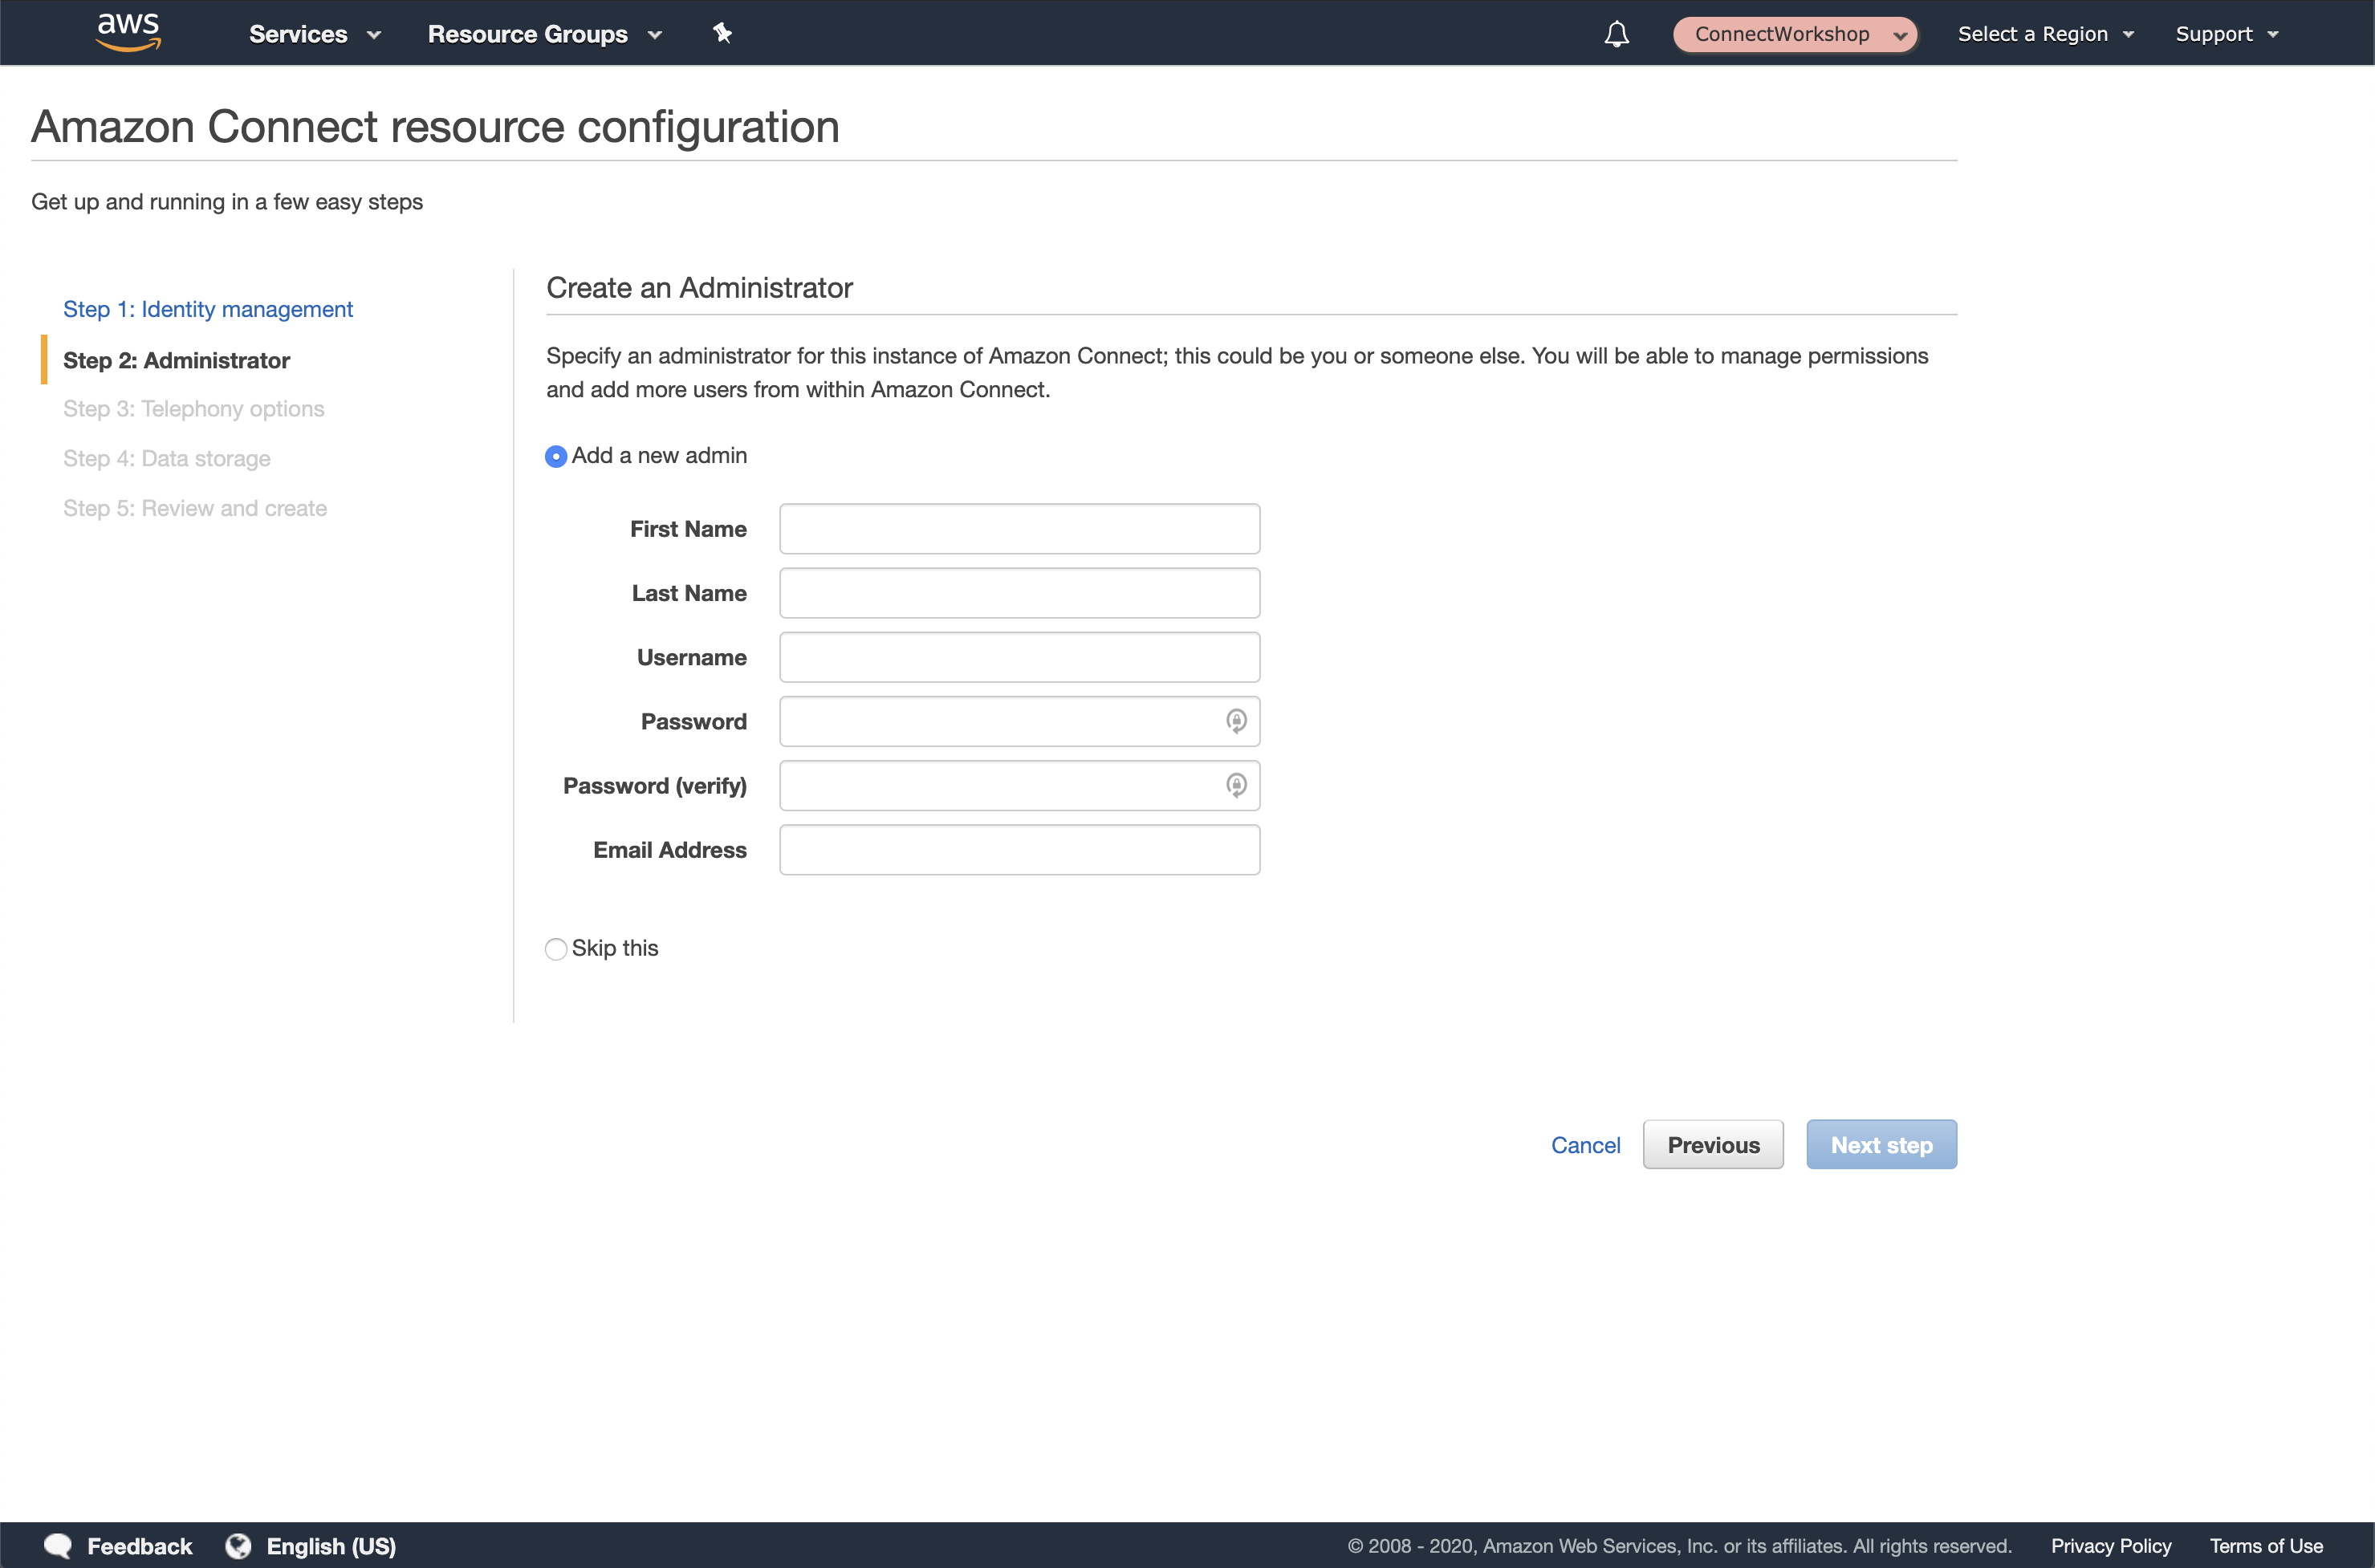 aws
Services
Resource Groups
ConnectWorkshop
Select a Region
Support
Amazon Connect resource configuration
Get up and running in a few easy steps
Step 1: Identity management
Step 2: Administrator
Step 3: Telephony options
Step 4: Data storage
Step 5: Review and create
Create an Administrator
Specify an administrator for this instance of Amazon Connect; this could be you or someone else. You will be able to manage permissions
and add more users from within Amazon Connect.
Add a new admin
First Name
Last Name
Username
Password
Password (verify)
Email Address
Skip this
Cancel
Previous
Next step
Feedback
English (US)
© 2008 - 2020, Amazon Web Services, Inc. or its affiliates. All rights reserved.
Privacy Policy
Terms of Use